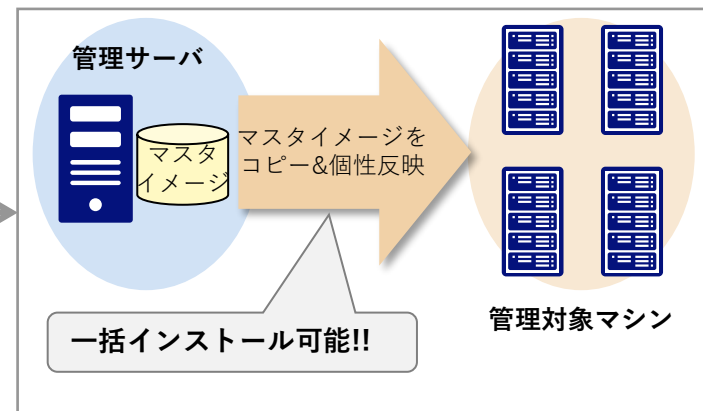 管理サーバ
マスタ
イメージ
マスタイメージを
コピー&個性反映
一括インストール可能!!
管理対象マシン